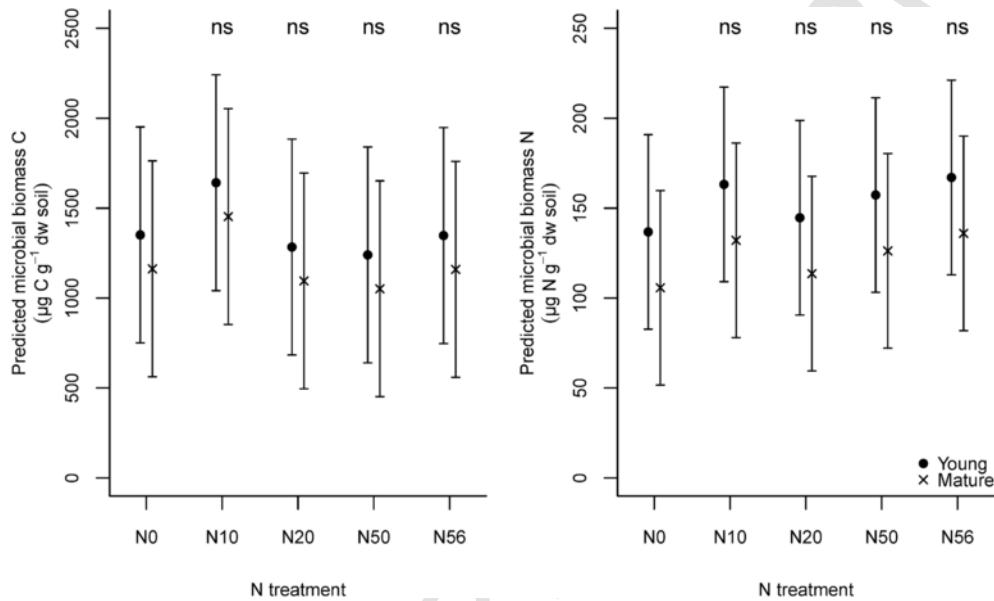 Predicted microbial biomass C
(µg C g⁻¹ dw soil)
2500
2000
1500
1000
500
0
ns ns ns ns
N0 N10 N20 N50 N56
N treatment
Predicted microbial biomass N
(µg N g⁻¹ dw soil)
250
200
150
100
50
0
ns ns ns ns
Young
Mature
N0 N10 N20 N50 N56
N treatment